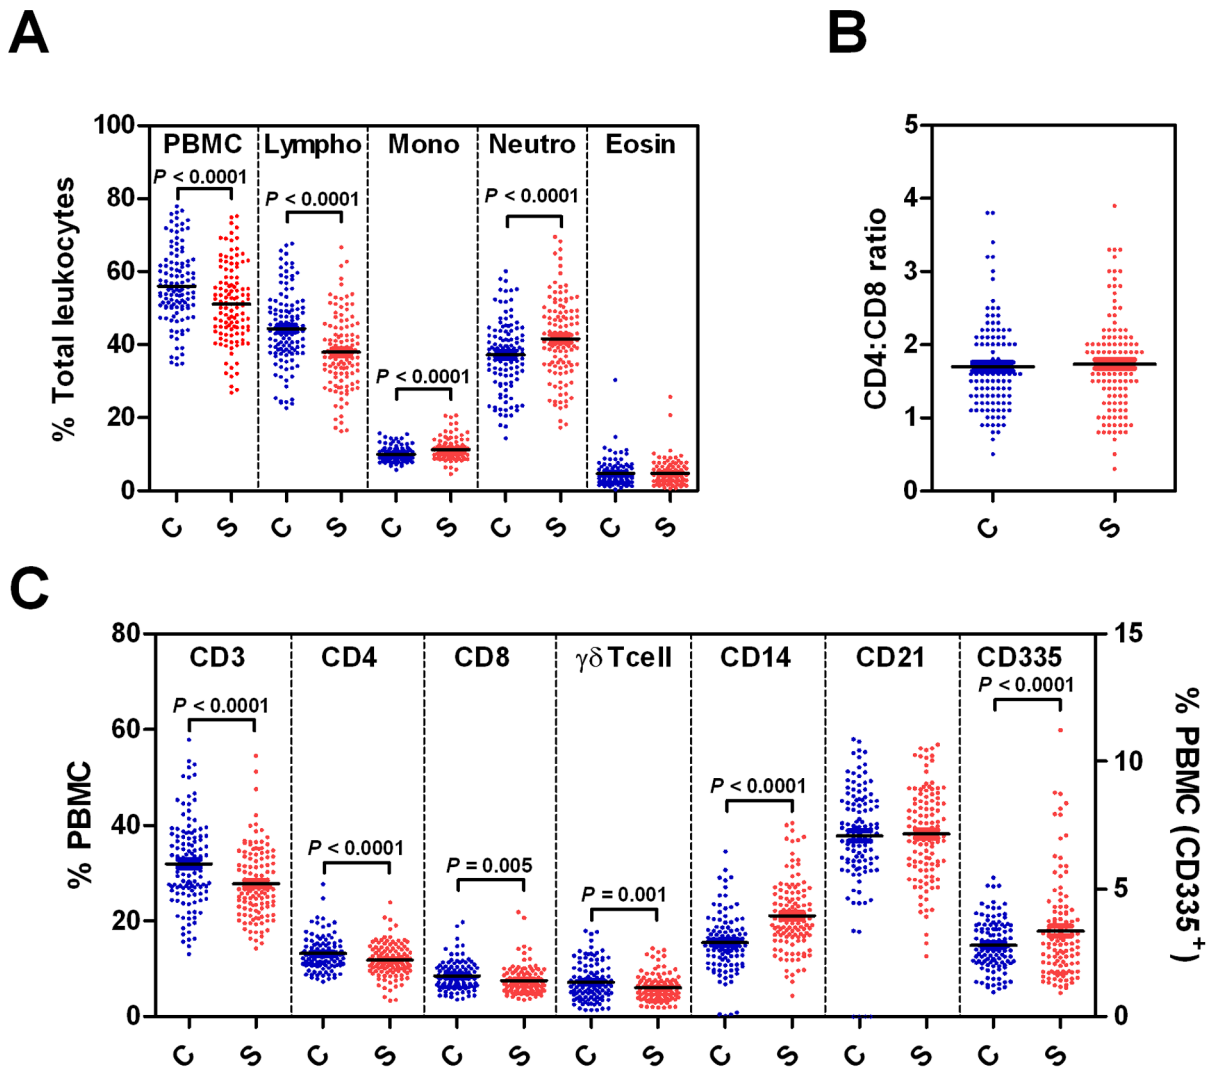 A
B
100
80
60
40
20
0
% Total leukocytes
PBMC Lympho Mono Neutro Eosin
P < 0.0001
P < 0.0001
P < 0.0001
P < 0.0001
C S C S C S C S C S
5
4
3
2
1
0
CD4:CD8 ratio
C S
C
80
60
40
20
0
% PBMC
CD3 CD4 CD8 γδ Tcell CD14 CD21 CD335
P < 0.0001
P < 0.0001
P = 0.005
P = 0.001
P < 0.0001
P < 0.0001
15
10
5
0
% PBMC (CD335+)
C S C S C S C S C S C S C S